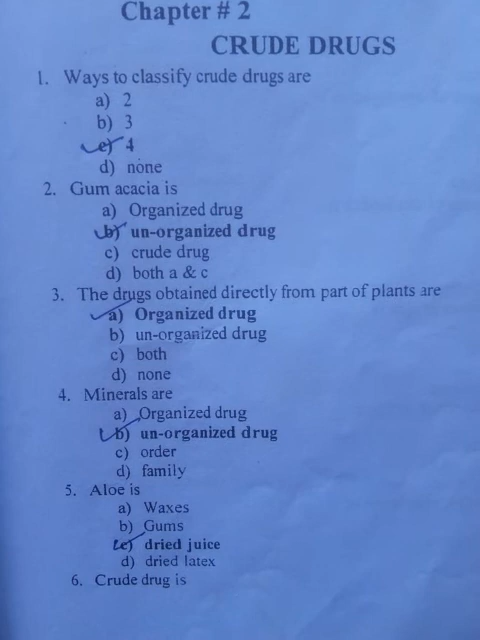 Chapter # 2
CRUDE DRUGS
1. Ways to classify crude drugs are
a) 2
b) 3
c) 4
d) none
2. Gum acacia is
a) Organized drug
b) un-organized drug
c) crude drug
d) both a & c
3. The drugs obtained directly from part of plants are
a) Organized drug
b) un-organized drug
c) both
d) none
4. Minerals are
a) Organized drug
b) un-organized drug
c) order
d) family
5. Aloe is
a) Waxes
b) Gums
c) dried juice
d) dried latex
6. Crude drug is